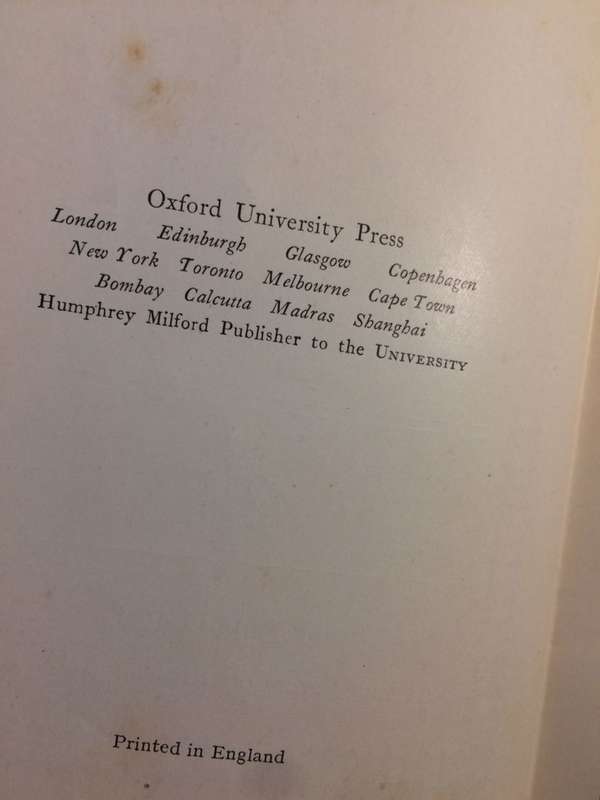 Oxford University Press
London Edinburgh Glasgow Copenhagen
New York Toronto Melbourne Cape Town
Bombay Calcutta Madras Shanghai
Humphrey Milford Publisher to the UNIVERSITY
Printed in England